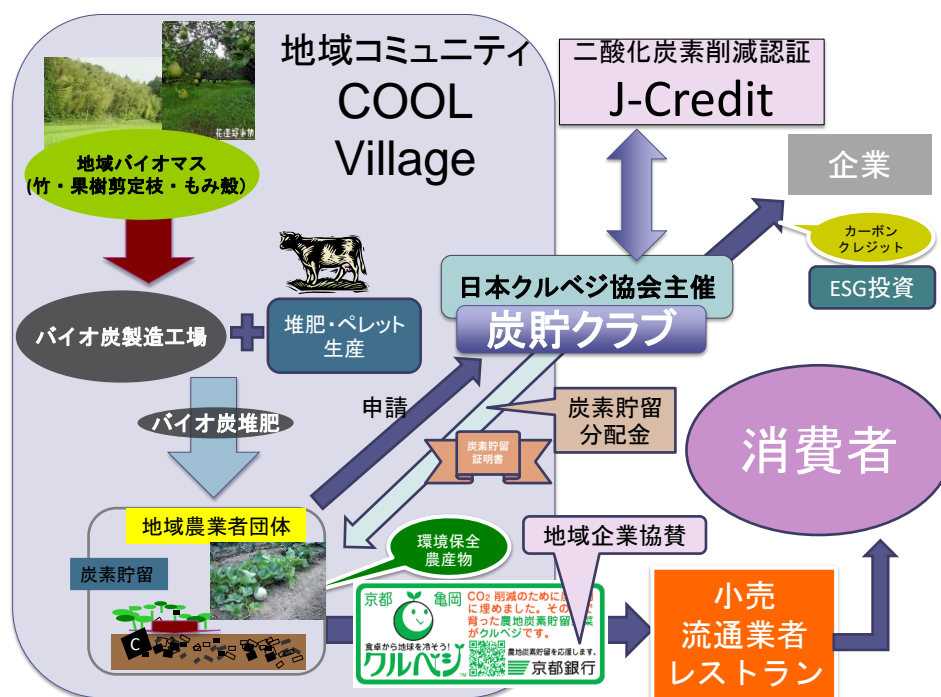 地域コミュニティ
COOL
Village
二酸化炭素削減認証
J-Credit
企業
カーボン
クレジット
ESG投資
花蓮縣事業
地域バイオマス
(竹・果樹剪定枝・もみ殻)
バイオ炭製造工場
堆肥・ペレット
生産
日本クルベジ協会主催
炭貯クラブ
バイオ炭堆肥
申請
炭素貯留
分配金
炭素貯留
証明書
消費者
地域農業者団体
炭素貯留
C
環境保全
農産物
地域企業協賛
京都
亀岡
CO2 削減のために
に埋めました。その
育った農地炭素貯留
がクルベジです。
食卓から地球を冷そう!
クルベジ
TM
農地炭素貯留を応援します。
京都銀行
小売
流通業者
レストラン